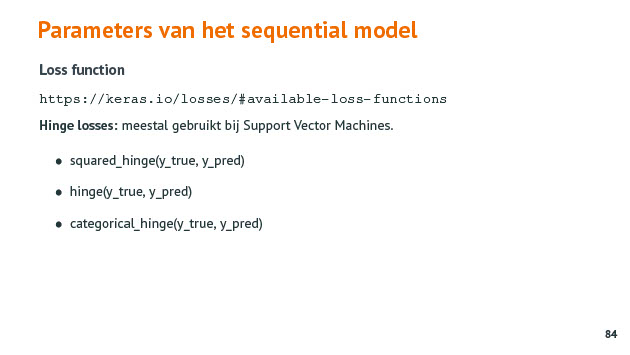 Parameters van het sequential model
Loss function
https://keras.io/losses/#available-loss-functions
Hinge losses: meestal gebruikt bij Support Vector Machines.
● squared_hinge(y_true, y_pred)
● hinge(y_true, y_pred)
● categorical_hinge(y_true, y_pred)
84